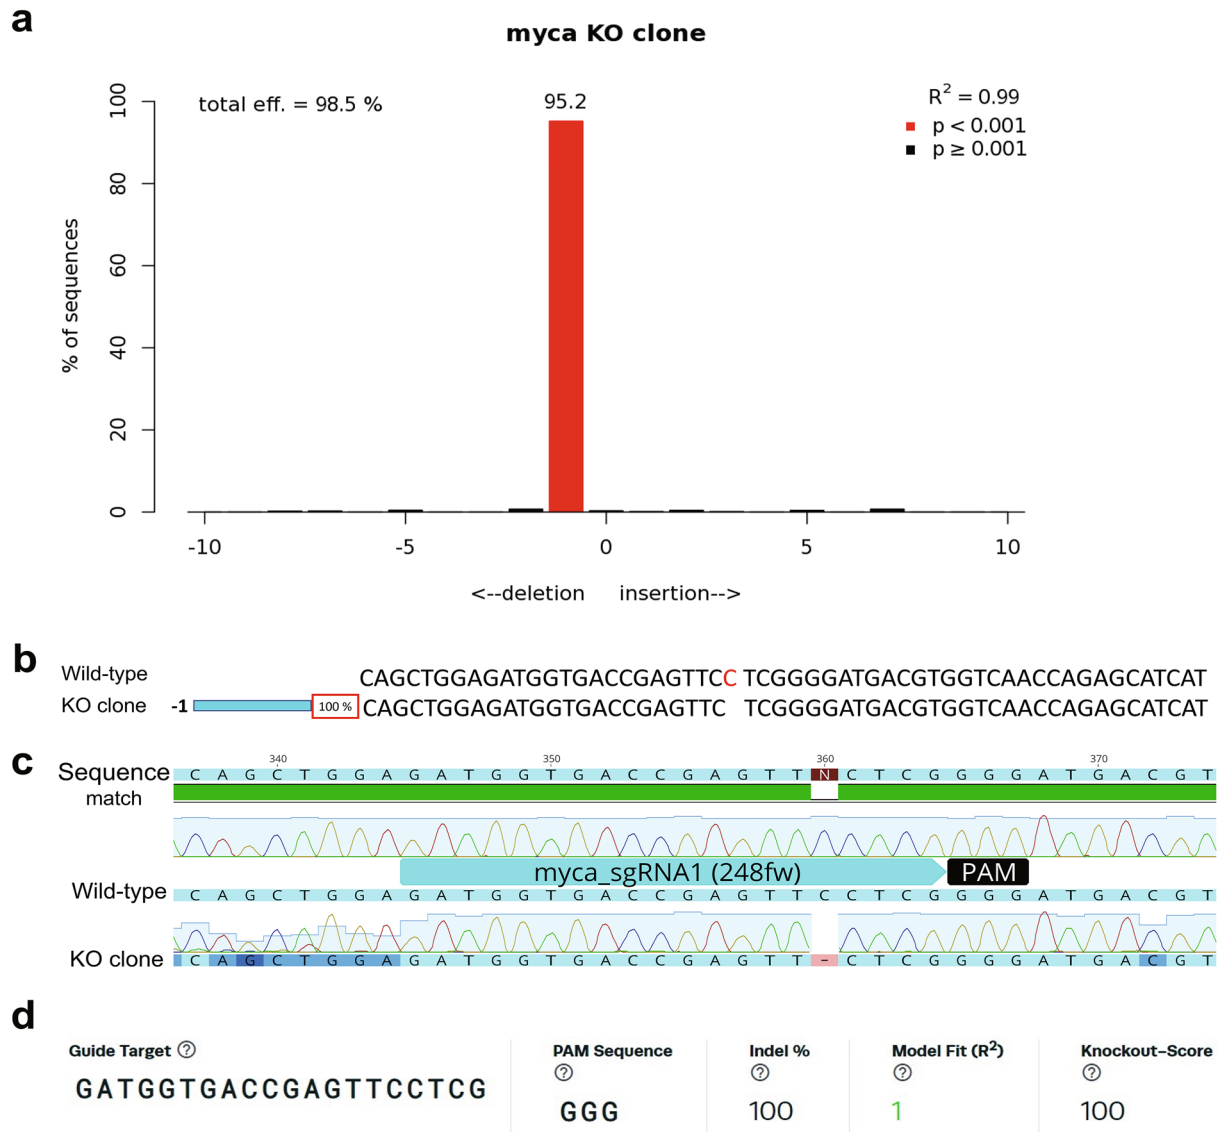 a
myca KO clone
total eff. = 98.5 %
95.2
R² = 0.99
p < 0.001
p ≥ 0.001
% of sequences
100
80
60
40
20
0
-10 -5 0 5 10
<--deletion insertion-->
b
Wild-type CAGCTGGAGATGGTGACCGAGTTCC TCGGGGATGACGTGGTCAACCAGAGCATCAT
KO clone -1 100 % CAGCTGGAGATGGTGACCGAGTTC TCGGGGATGACGTGGTCAACCAGAGCATCAT
c
340 350 360 370
Sequence match C A G C T G G A G A T G G T G A C C G A G T T N C T C G G G G A T G A C G T
myca_sgRNA1 (248fw) PAM
Wild-type C A G C T G G A G A T G G T G A C C G A G T T C C T C G G G G A T G A C G T
KO clone C A G C T G G A G A T G G T G A C C G A G T T - C T C G G G G A T G A C G T
d
Guide Target ? PAM Sequence ? Indel % ? Model Fit (R²) ? Knockout-Score ?
GATGGTGACCGAGTTCCTCG GGG 100 1 100